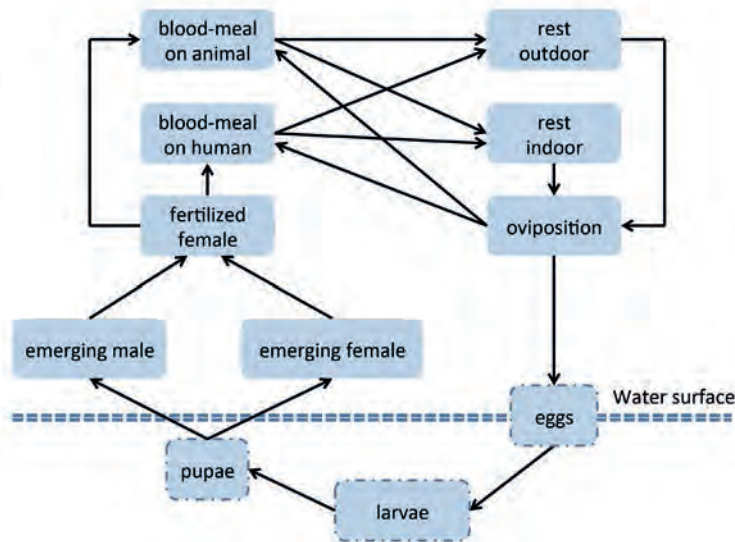 blood-meal
on animal
rest
outdoor
blood-meal
on human
rest
indoor
fertilized
female
oviposition
emerging male
emerging female
Water surface
eggs
pupae
larvae